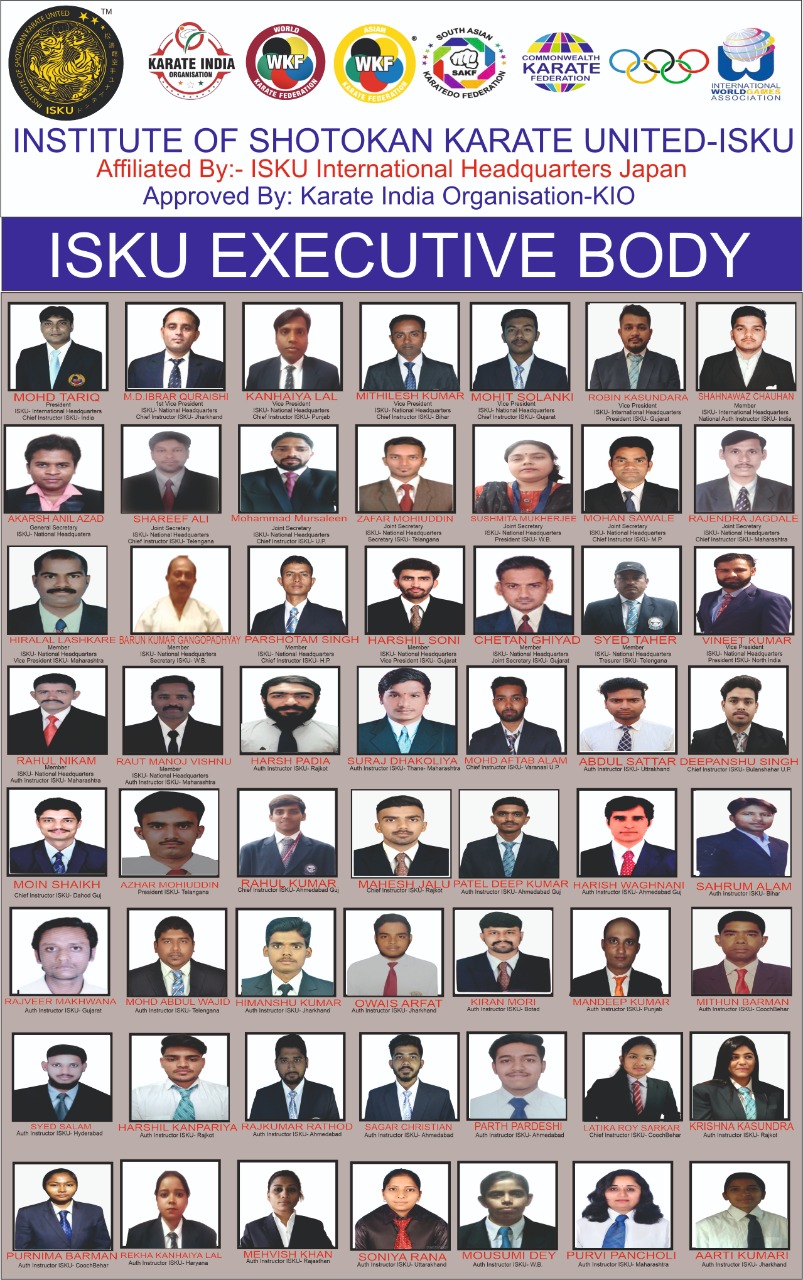 TM
INSTITUTE OF SHOTOKAN KARATE UNITED
ISKU
KARATE INDIA
ORGANISATION
WORLD
WKF
KARATE FEDERATION
ASIAN
WKF
KARATE FEDERATION
®
SOUTH ASIAN
SAKF
KARATEDO FEDERATION
COMMONWEALTH
KARATE
FEDERATION
INTERNATIONAL
WORLDGAMES
ASSOCIATION
INSTITUTE OF SHOTOKAN KARATE UNITED-ISKU
Affiliated By:- ISKU International Headquarters Japan
Approved By: Karate India Organisation-KIO
ISKU EXECUTIVE BODY
MOHD TARIQ
President
ISKU- International Headquarters
Chief Instructor ISKU- India
M.D.IBRAR QURAISHI
1st Vice President
ISKU- National Headquarters
Chief Instructor ISKU- Jharkhand
KANHAIYA LAL
Vice President
ISKU- National Headquarters
Chief Instructor ISKU- Punjab
MITHILESH KUMAR
Vice President
ISKU- National Headquarters
Chief Instructor ISKU- Bihar
MOHIT SOLANKI
Vice President
ISKU- National Headquarters
Chief Instructor ISKU- Gujarat
ROBIN KASUNDARA
Vice President
ISKU- International Headquarters
President ISKU- Gujarat
SHAHNAWAZ CHAUHAN
Member
ISKU- International Headquarters
National Auth Instructor ISKU- India
AKARSH ANIL AZAD
General Secretary
ISKU- National Headquaters
SHAREEF ALI
Joint Secretary
ISKU- National Headquarters
Chief Instructor ISKU- Telengana
Mohammad Mursaleen
Joint Secretary
ISKU- National Headquarters
Chief Instructor ISKU- U.P.
ZAFAR MOHIUDDIN
Joint Secretary
ISKU- National Headquarters
Secretary ISKU- Telangana
SUSHMITA MUKHERJEE
Joint Secretary
ISKU- National Headquarters
President ISKU- W.B.
MOHAN SAWALE
Joint Secretary
ISKU- National Headquarters
Chief Instructor ISKU- M.P
RAJENDRA JAGDALE
Joint Secretary
ISKU- National Headquarters
Chief Instructor ISKU- Maharashtra
HIRALAL LASHKARE
Member
ISKU- National Headquarters
Vice President ISKU- Maharashtra
BARUN KUMAR GANGOPADHYAY
Member
ISKU- National Headquarters
Secretary ISKU- W.B.
PARSHOTAM SINGH
Member
ISKU- National Headquarters
Chief Instructor ISKU- H.P.
HARSHIL SONI
Member
ISKU- National Headquarters
Vice President ISKU- Gujarat
CHETAN GHIYAD
Member
ISKU- National Headquarters
Joint Secretary ISKU- Gujarat
SYED TAHER
Member
ISKU- National Headquarters
Tresurer ISKU- Telengana
VINEET KUMAR
Vice President
ISKU- National Headquarters
President ISKU- North India
RAHUL NIKAM
Member
ISKU- National Headquarters
Auth Instructor ISKU- Maharashtra
RAUT MANOJ VISHNU
Member
ISKU- National Headquarters
Auth Instructor ISKU- Maharashtra
HARSH PADIA
Auth Instructor ISKU- Rajkot
SURAJ DHAKOLIYA
Auth Instructor ISKU- Thane- Maharashtra
MOHD AFTAB ALAM
Chief Instructor ISKU- Varanasi U.P.
ABDUL SATTAR
Auth Instructor ISKU- Uttrakhand
DEEPANSHU SINGH
Chief Instructor ISKU- Bulanshahar U.P.
MOIN SHAIKH
Chief Instructor ISKU- Dahod Guj
AZHAR MOHIUDDIN
President ISKU- Telangana
RAHUL KUMAR
Chief Instructor ISKU- Ahmedabad Guj
MAHESH JALU
Chief Instructor ISKU- Rajkot
PATEL DEEP KUMAR
Auth Instructor ISKU- Ahmedabad Guj
HARISH WAGHNANI
Auth Instructor ISKU- Ahmedabad Guj
SAHRUM ALAM
Auth Instructor ISKU- Bihar
RAJVEER MAKHWANA
Auth Instructor ISKU- Gujarat
MOHD ABDUL WAJID
Auth Instructor ISKU- Telengana
HIMANSHU KUMAR
Auth Instructor ISKU- Jharkhand
OWAIS ARFAT
Auth Instructor ISKU- Jharkhand
KIRAN MORI
Auth Instructor ISKU- Botad
MANDEEP KUMAR
Auth Instructor ISKU- Punjab
MITHUN BARMAN
Auth Instructor ISKU- CoochBehar
SYED SALAM
Auth Instructor ISKU- Hyderabad
HARSHIL KANPARIYA
Auth Instructor ISKU- Rajkot
RAJKUMAR RATHOD
Auth Instructor ISKU- Ahmedabad
SAGAR CHRISTIAN
Auth Instructor ISKU- Ahmedabad
PARTH PARDESHI
Auth Instructor ISKU- Ahmedabad
LATIKA ROY SARKAR
Chief Instructor ISKU- CoochBehar
KRISHNA KASUNDRA
Auth Instructor ISKU- Rajkot
PURNIMA BARMAN
Auth Instructor ISKU- CoochBehar
REKHA KANHAIYA LAL
Auth Instructor ISKU- Haryana
MEHVISH KHAN
Auth Instructor ISKU- Rajasthan
SONIYA RANA
Auth Instructor ISKU- Uttarakhand
MOUSUMI DEY
Auth Instructor ISKU- W.B.
PURVI PANCHOLI
Auth Instructor ISKU- Maharashtra
AARTI KUMARI
Auth Instructor ISKU- Jharkhand